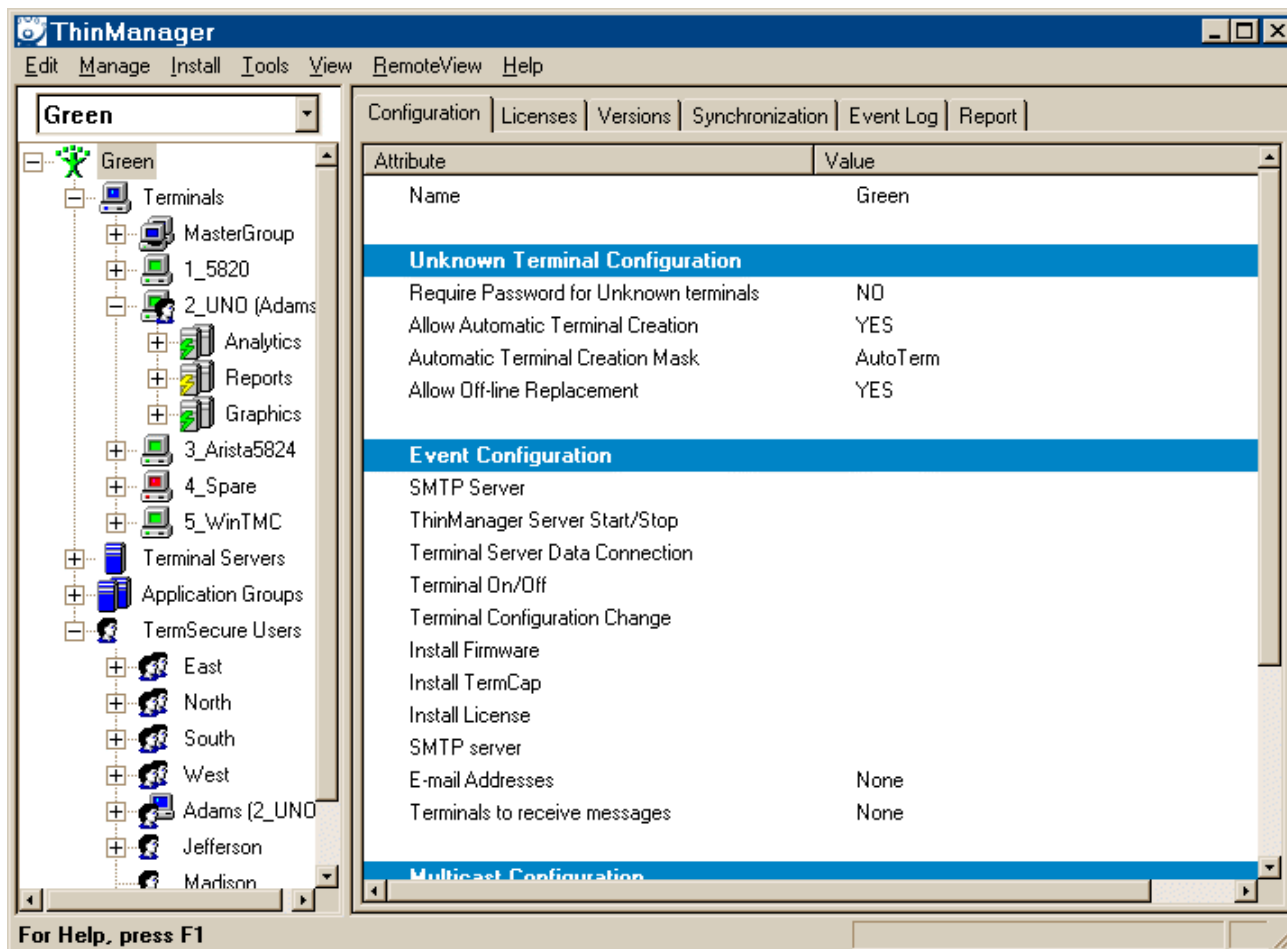 ThinManager
Edit Manage Install Tools View RemoteView Help
Green
Green
Terminals
MasterGroup
1_5820
2_UNO (Adams
Analytics
Reports
Graphics
3_Arista5824
4_Spare
5_WinTMC
Terminal Servers
Application Groups
TermSecure Users
East
North
South
West
Adams (2_UNO
Jefferson
Madison
Configuration Licenses Versions Synchronization Event Log Report
Attribute Value
Name Green
Unknown Terminal Configuration
Require Password for Unknown terminals NO
Allow Automatic Terminal Creation YES
Automatic Terminal Creation Mask AutoTerm
Allow Off-line Replacement YES
Event Configuration
SMTP Server
ThinManager Server Start/Stop
Terminal Server Data Connection
Terminal On/Off
Terminal Configuration Change
Install Firmware
Install TermCap
Install License
SMTP server
E-mail Addresses None
Terminals to receive messages None
Multicast Configuration
For Help, press F1